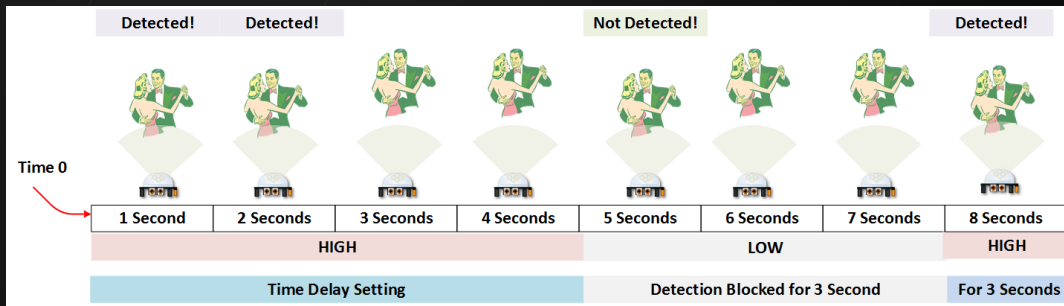 Detected!
Detected!
Not Detected!
Detected!
Time 0
1 Second
2 Seconds
3 Seconds
4 Seconds
5 Seconds
6 Seconds
7 Seconds
8 Seconds
HIGH
LOW
HIGH
Time Delay Setting
Detection Blocked for 3 Second
For 3 Seconds